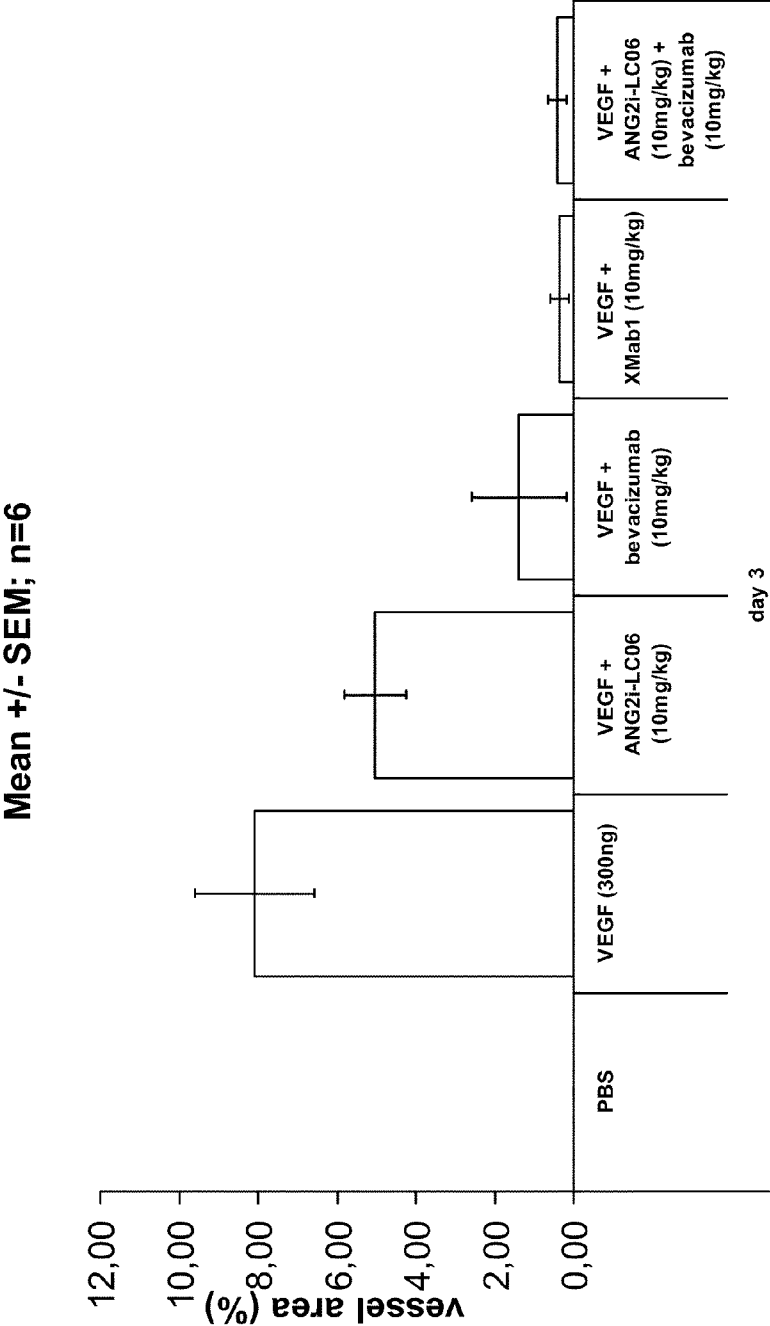 Mean +/- SEM; n=6
vessel area (%)
12,00
10,00
8,00
6,00
4,00
2,00
0,00
PBS
VEGF (300ng)
VEGF +
ANG2i-LC06
(10mg/kg)
VEGF +
bevacizumab
(10mg/kg)
VEGF +
XMab1 (10mg/kg)
VEGF +
ANG2i-LC06
(10mg/kg) +
bevacizumab
(10mg/kg)
day 3